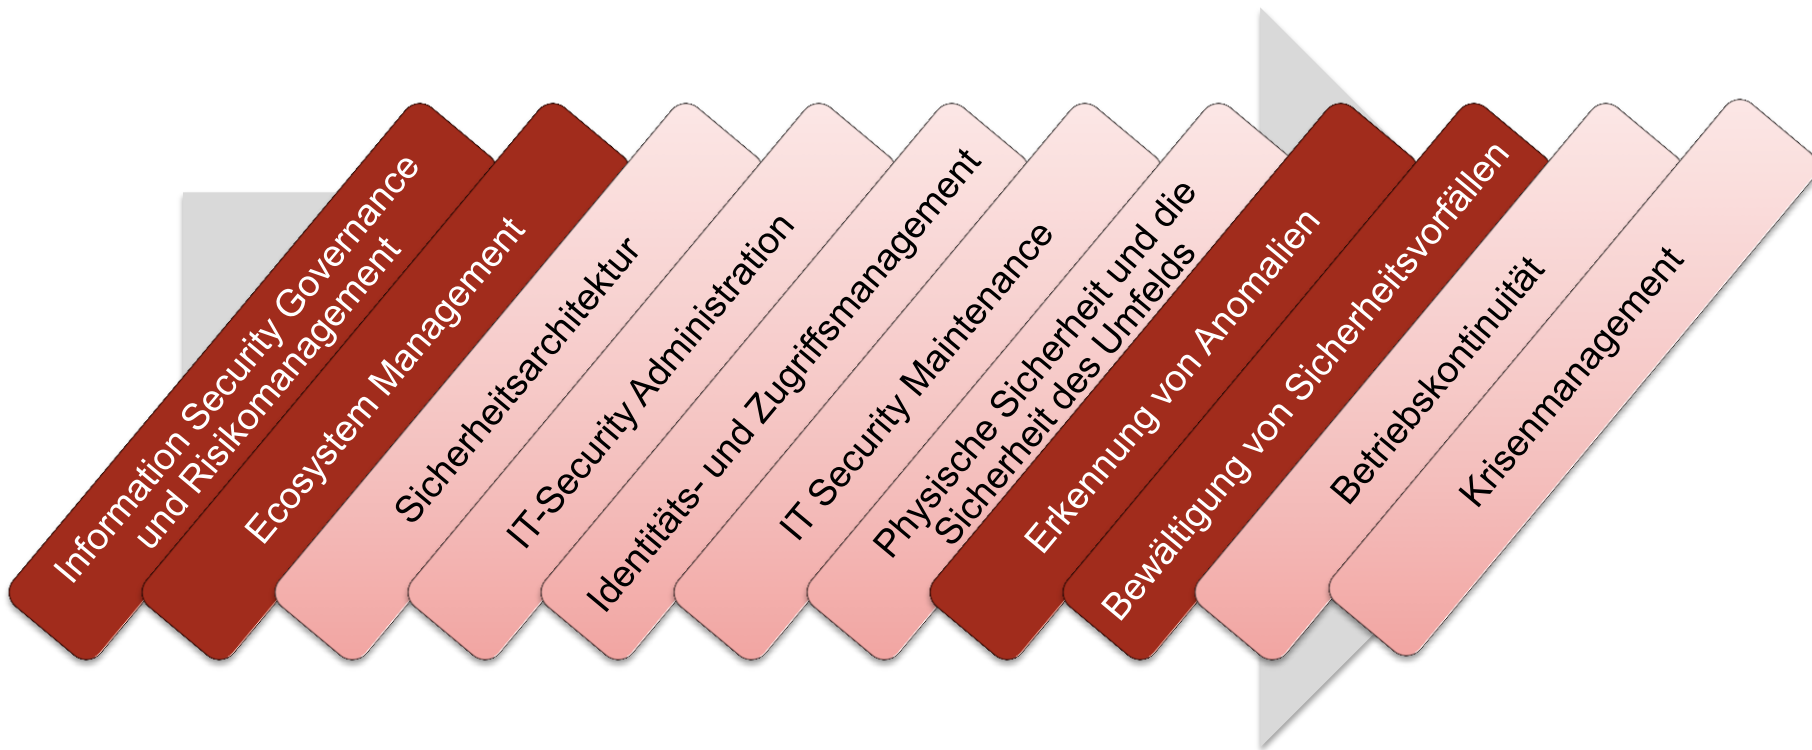 Information Security Governance
und Risikomanagement
Ecosystem Management
Sicherheitsarchitektur
IT-Security Administration
Identitäts- und Zugriffsmanagement
IT Security Maintenance
Physische Sicherheit und die
Sicherheit des Umfelds
Erkennung von Anomalien
Bewältigung von Sicherheitsvorfällen
Betriebskontinuität
Krisenmanagement